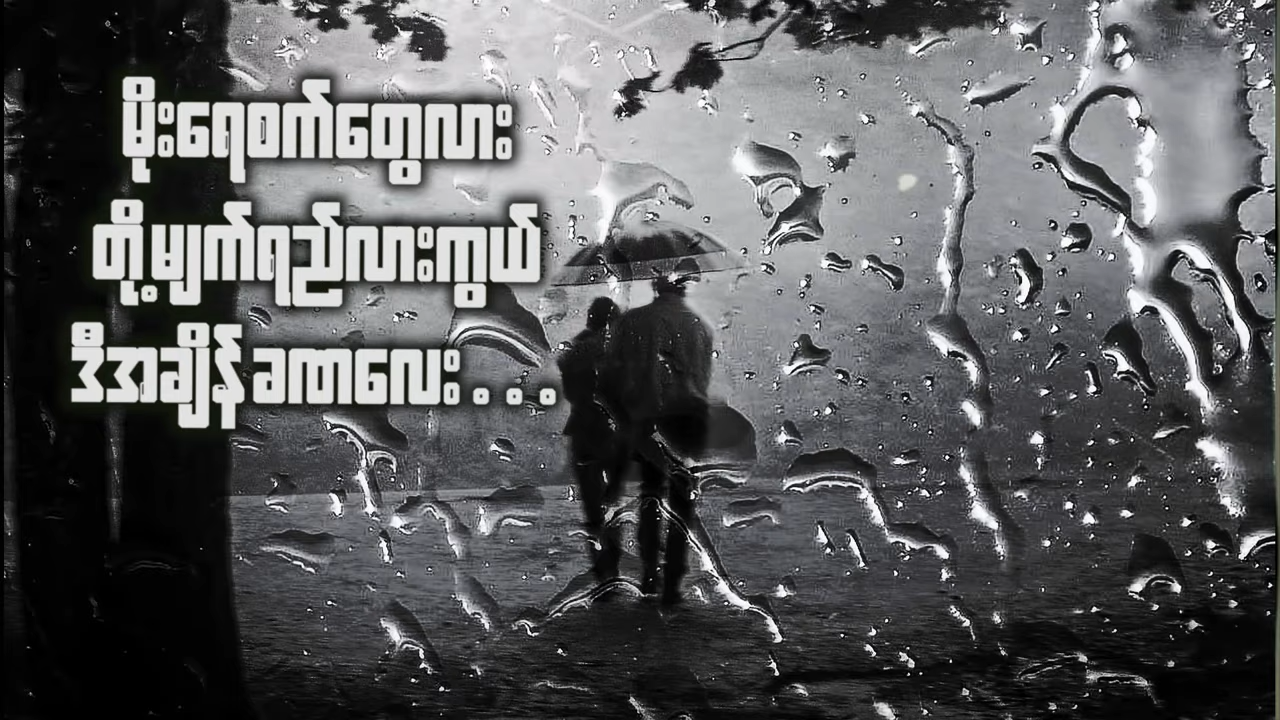 မိုးရေစက်တွေလား
တို့မျက်ရည်လားကွယ်
ဒီအချိန်ခဏလေး...